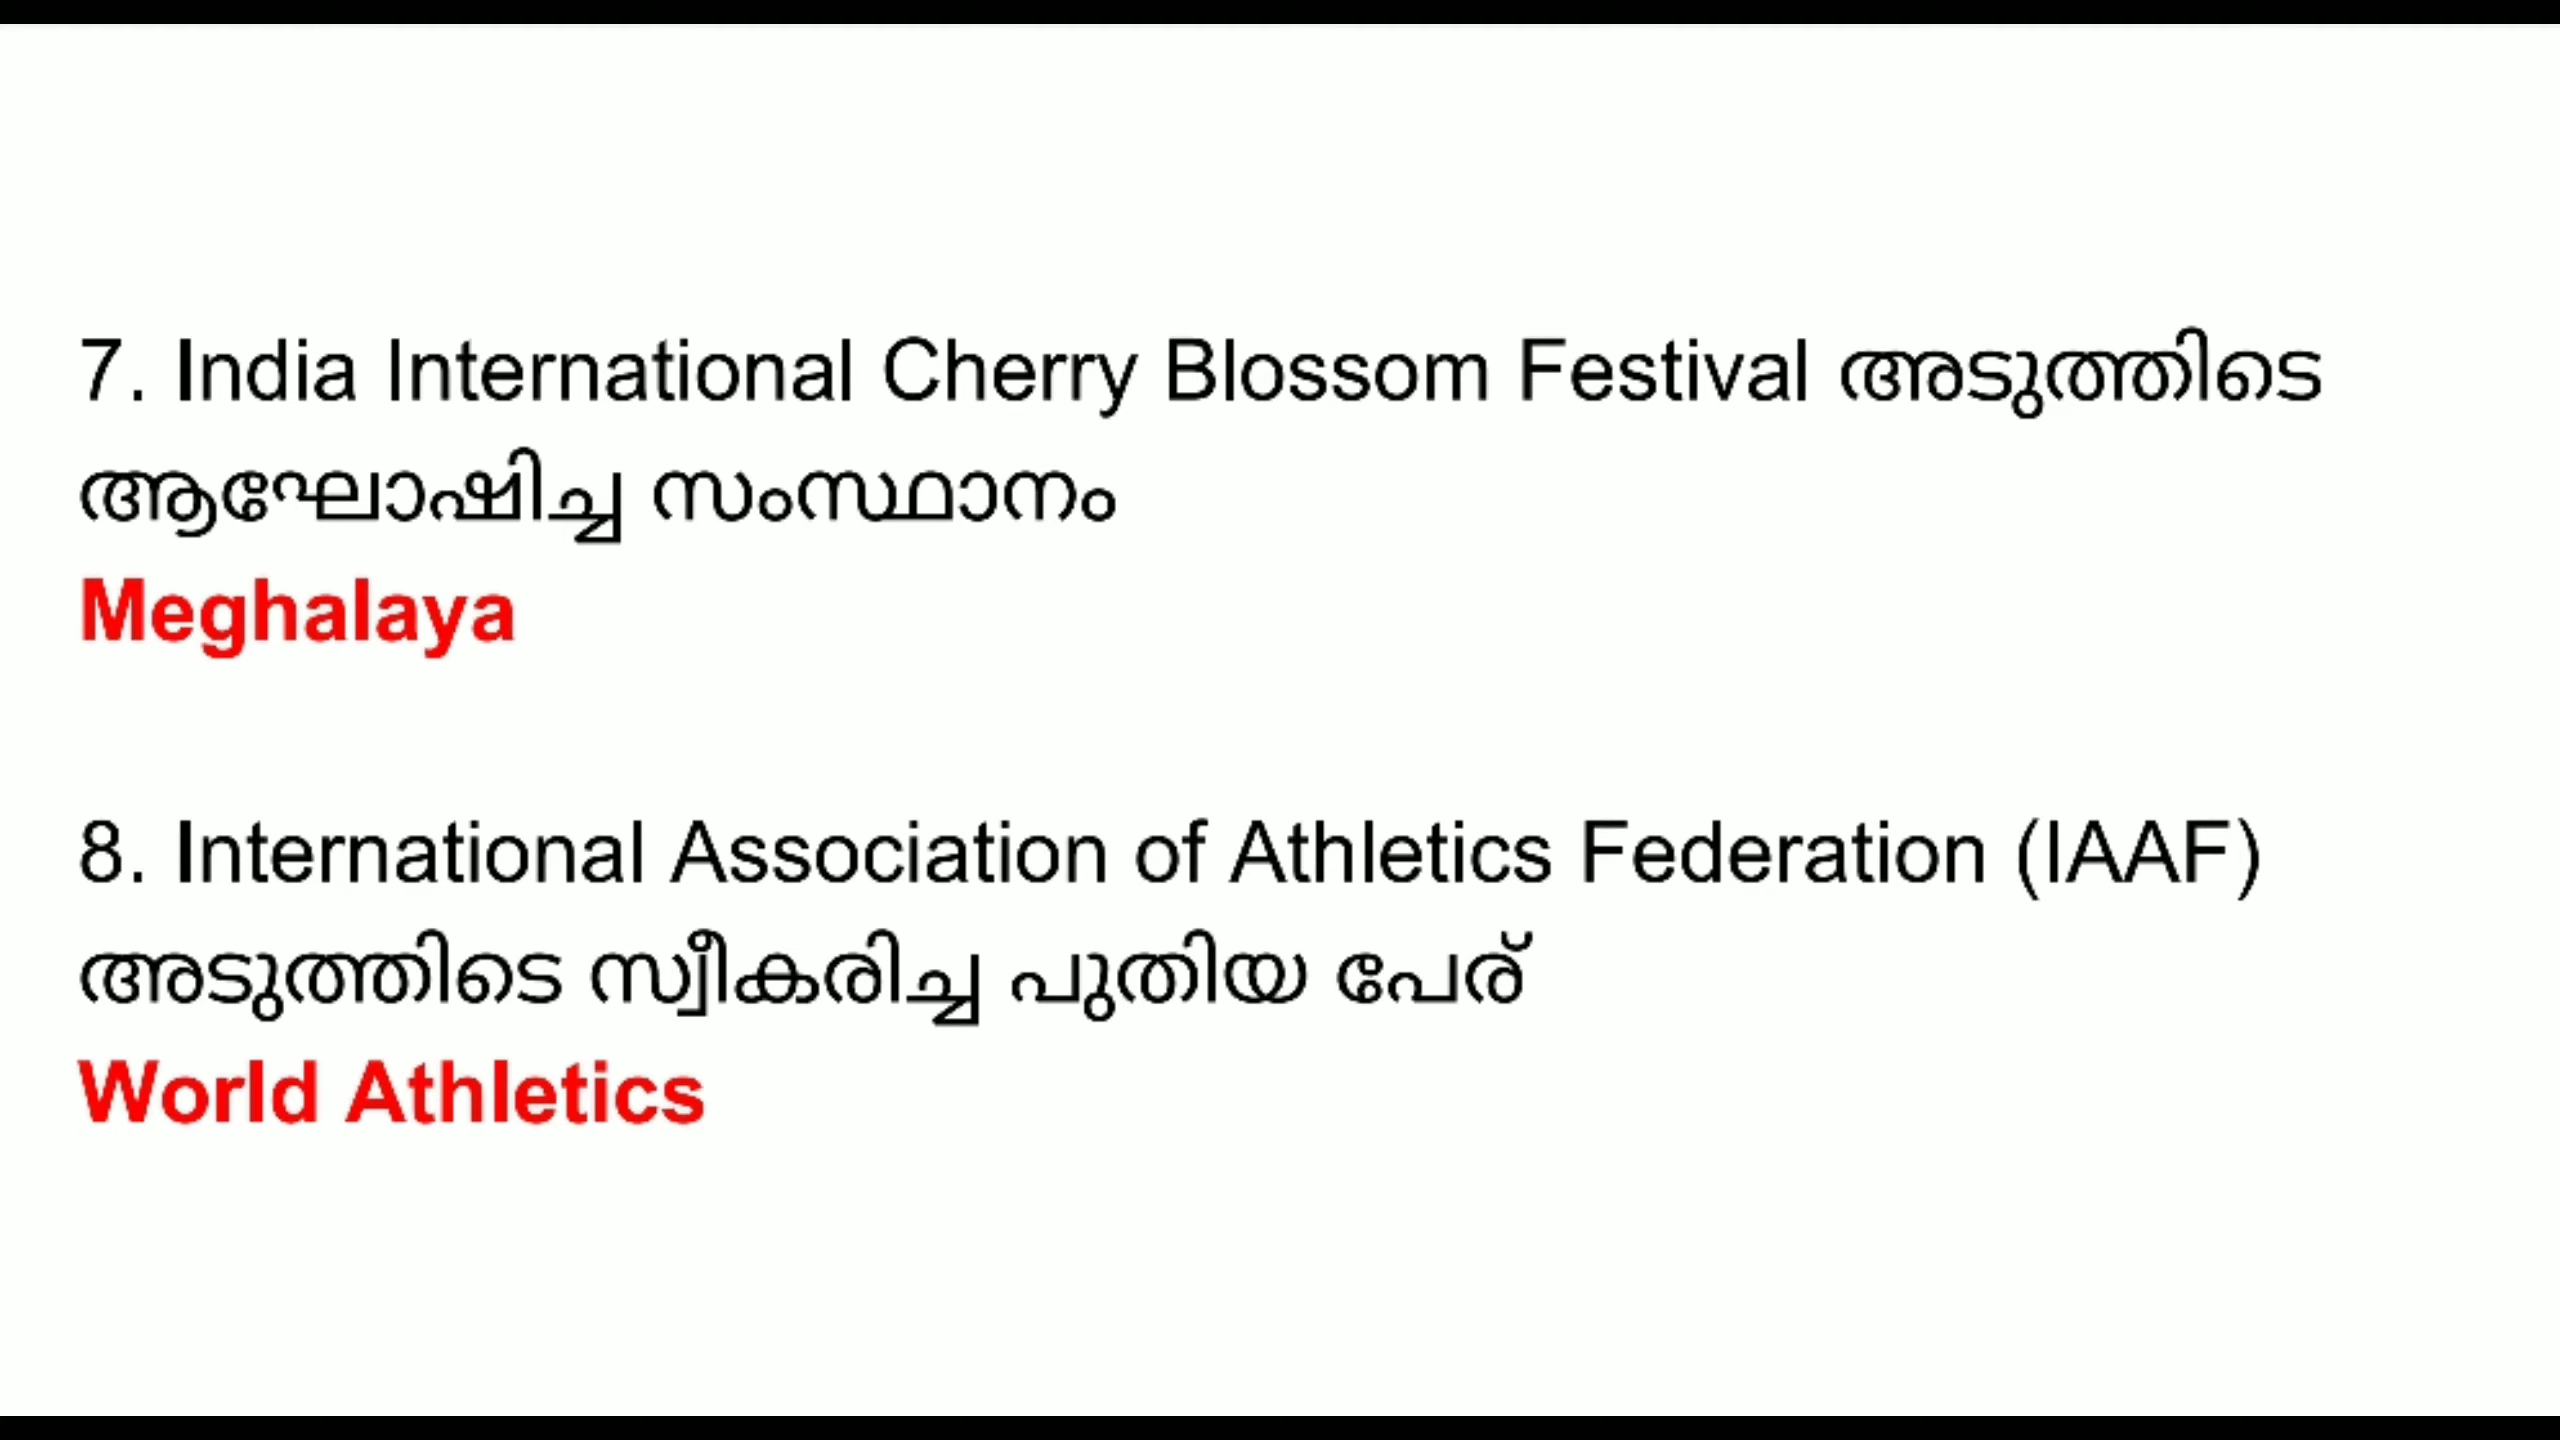 7. India International Cherry Blossom Festival അടുത്തിടെ
ആഘോഷിച്ച സംസ്ഥാനം
Meghalaya
8. International Association of Athletics Federation (IAAF)
അടുത്തിടെ സ്വീകരിച്ച പുതിയ പേര്
World Athletics